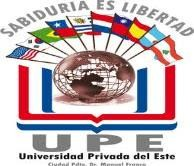 SABIDURIA ES LIBERTAD
UPE
Universidad Privada del Este
Ciudad Pdte. Dr. Manuel Franco